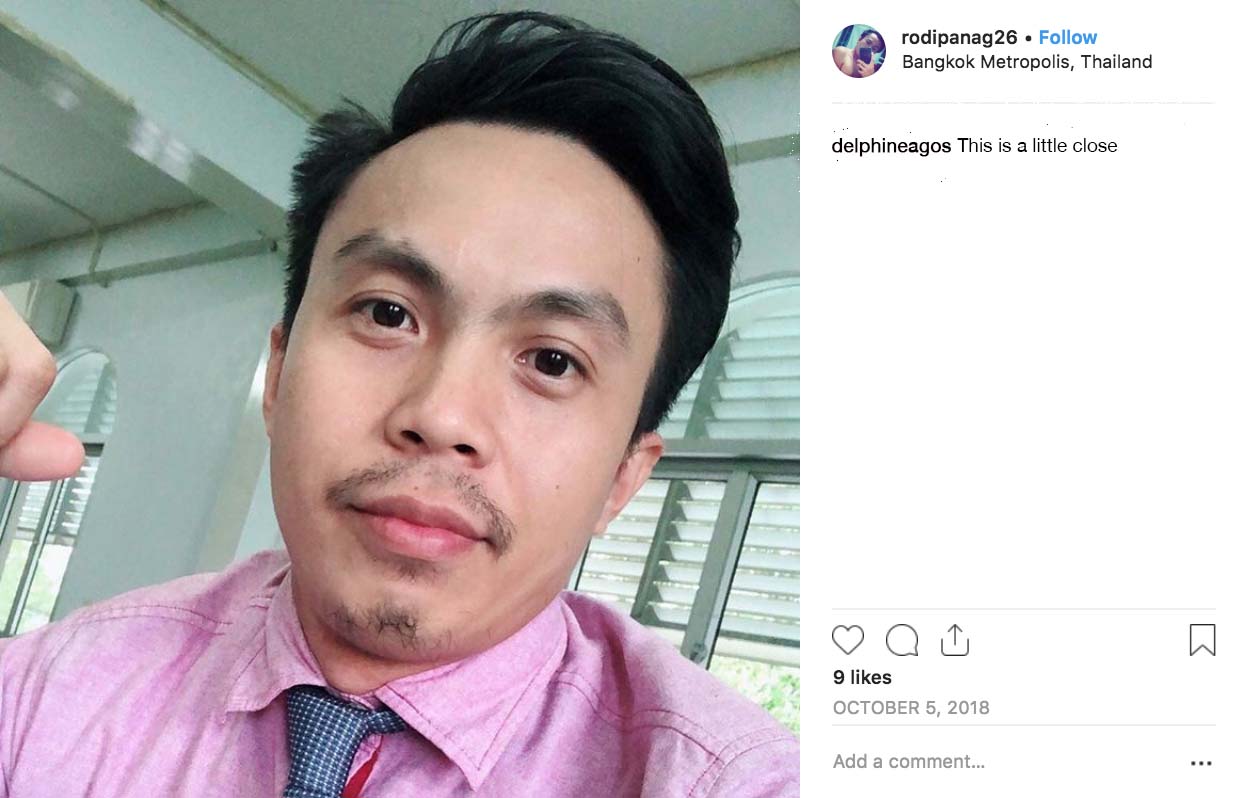 rodipanag26 • Follow
Bangkok Metropolis, Thailand
delphineagos This is a little close
9 likes
OCTOBER 5, 2018
Add a comment...